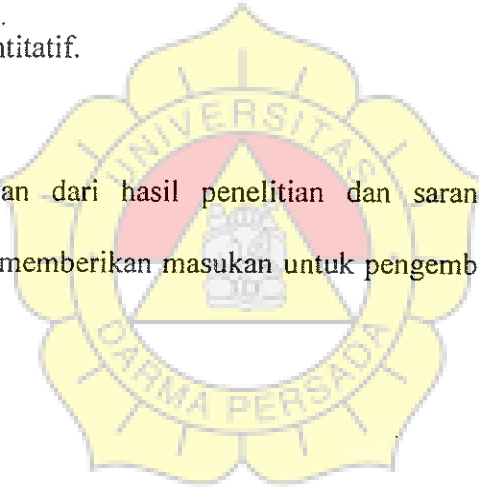 ntitatif.
an dari hasil penelitian dan saran
memberikan masukan untuk pengemb
UNIVERSITAS
DARMA PERSADA